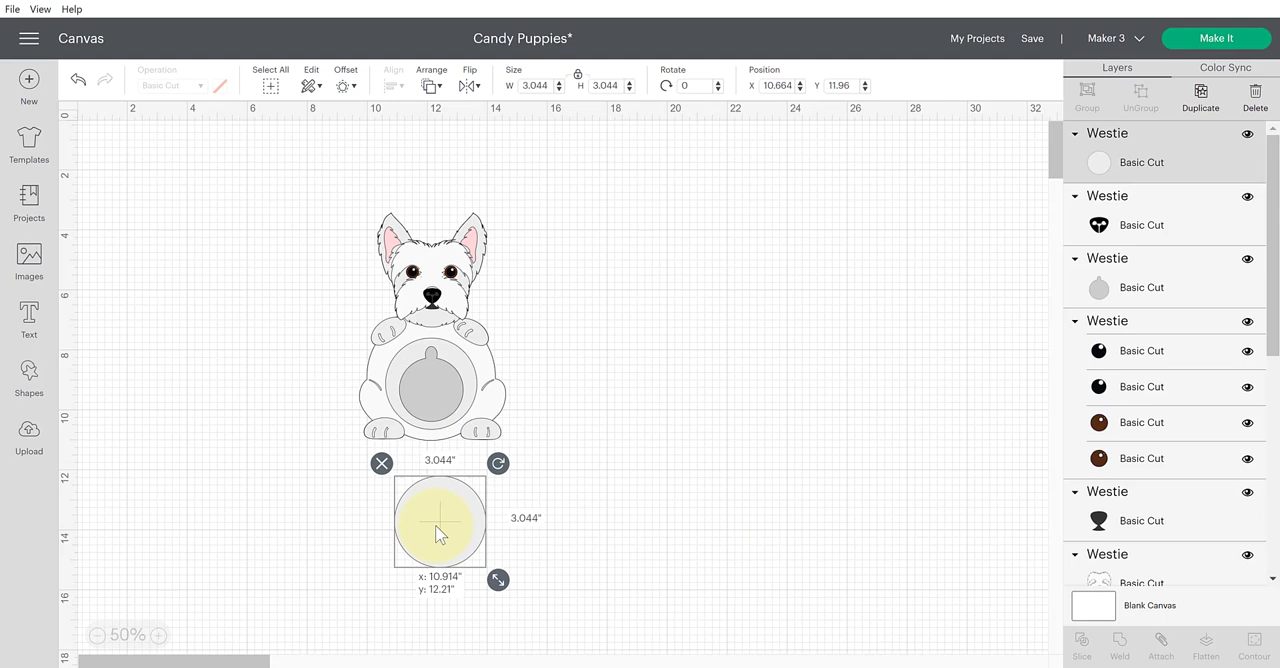 File View Help
Canvas Candy Puppies* My Projects Save | Maker 3 Make It
New
Templates
Projects
Images
Text
Shapes
Upload
Operation Select All Edit Offset Align Arrange Flip Size Rotate Position
Basic Cut W 3.044 H 3.044 0 X 10.664 Y 11.96
2 4 6 8 10 12 14 16 18 20 22 24 26 28 30 32
0
2
4
6
8
10
12
14
16
18
3.044"
3.044"
x: 10.914"
y: 12.21"
50%
Layers Color Sync
Group UnGroup Duplicate Delete
Westie
Basic Cut
Westie
Basic Cut
Westie
Basic Cut
Westie
Basic Cut
Basic Cut
Basic Cut
Basic Cut
Westie
Basic Cut
Westie
Basic Cut
Blank Canvas
Slice Weld Attach Flatten Contour